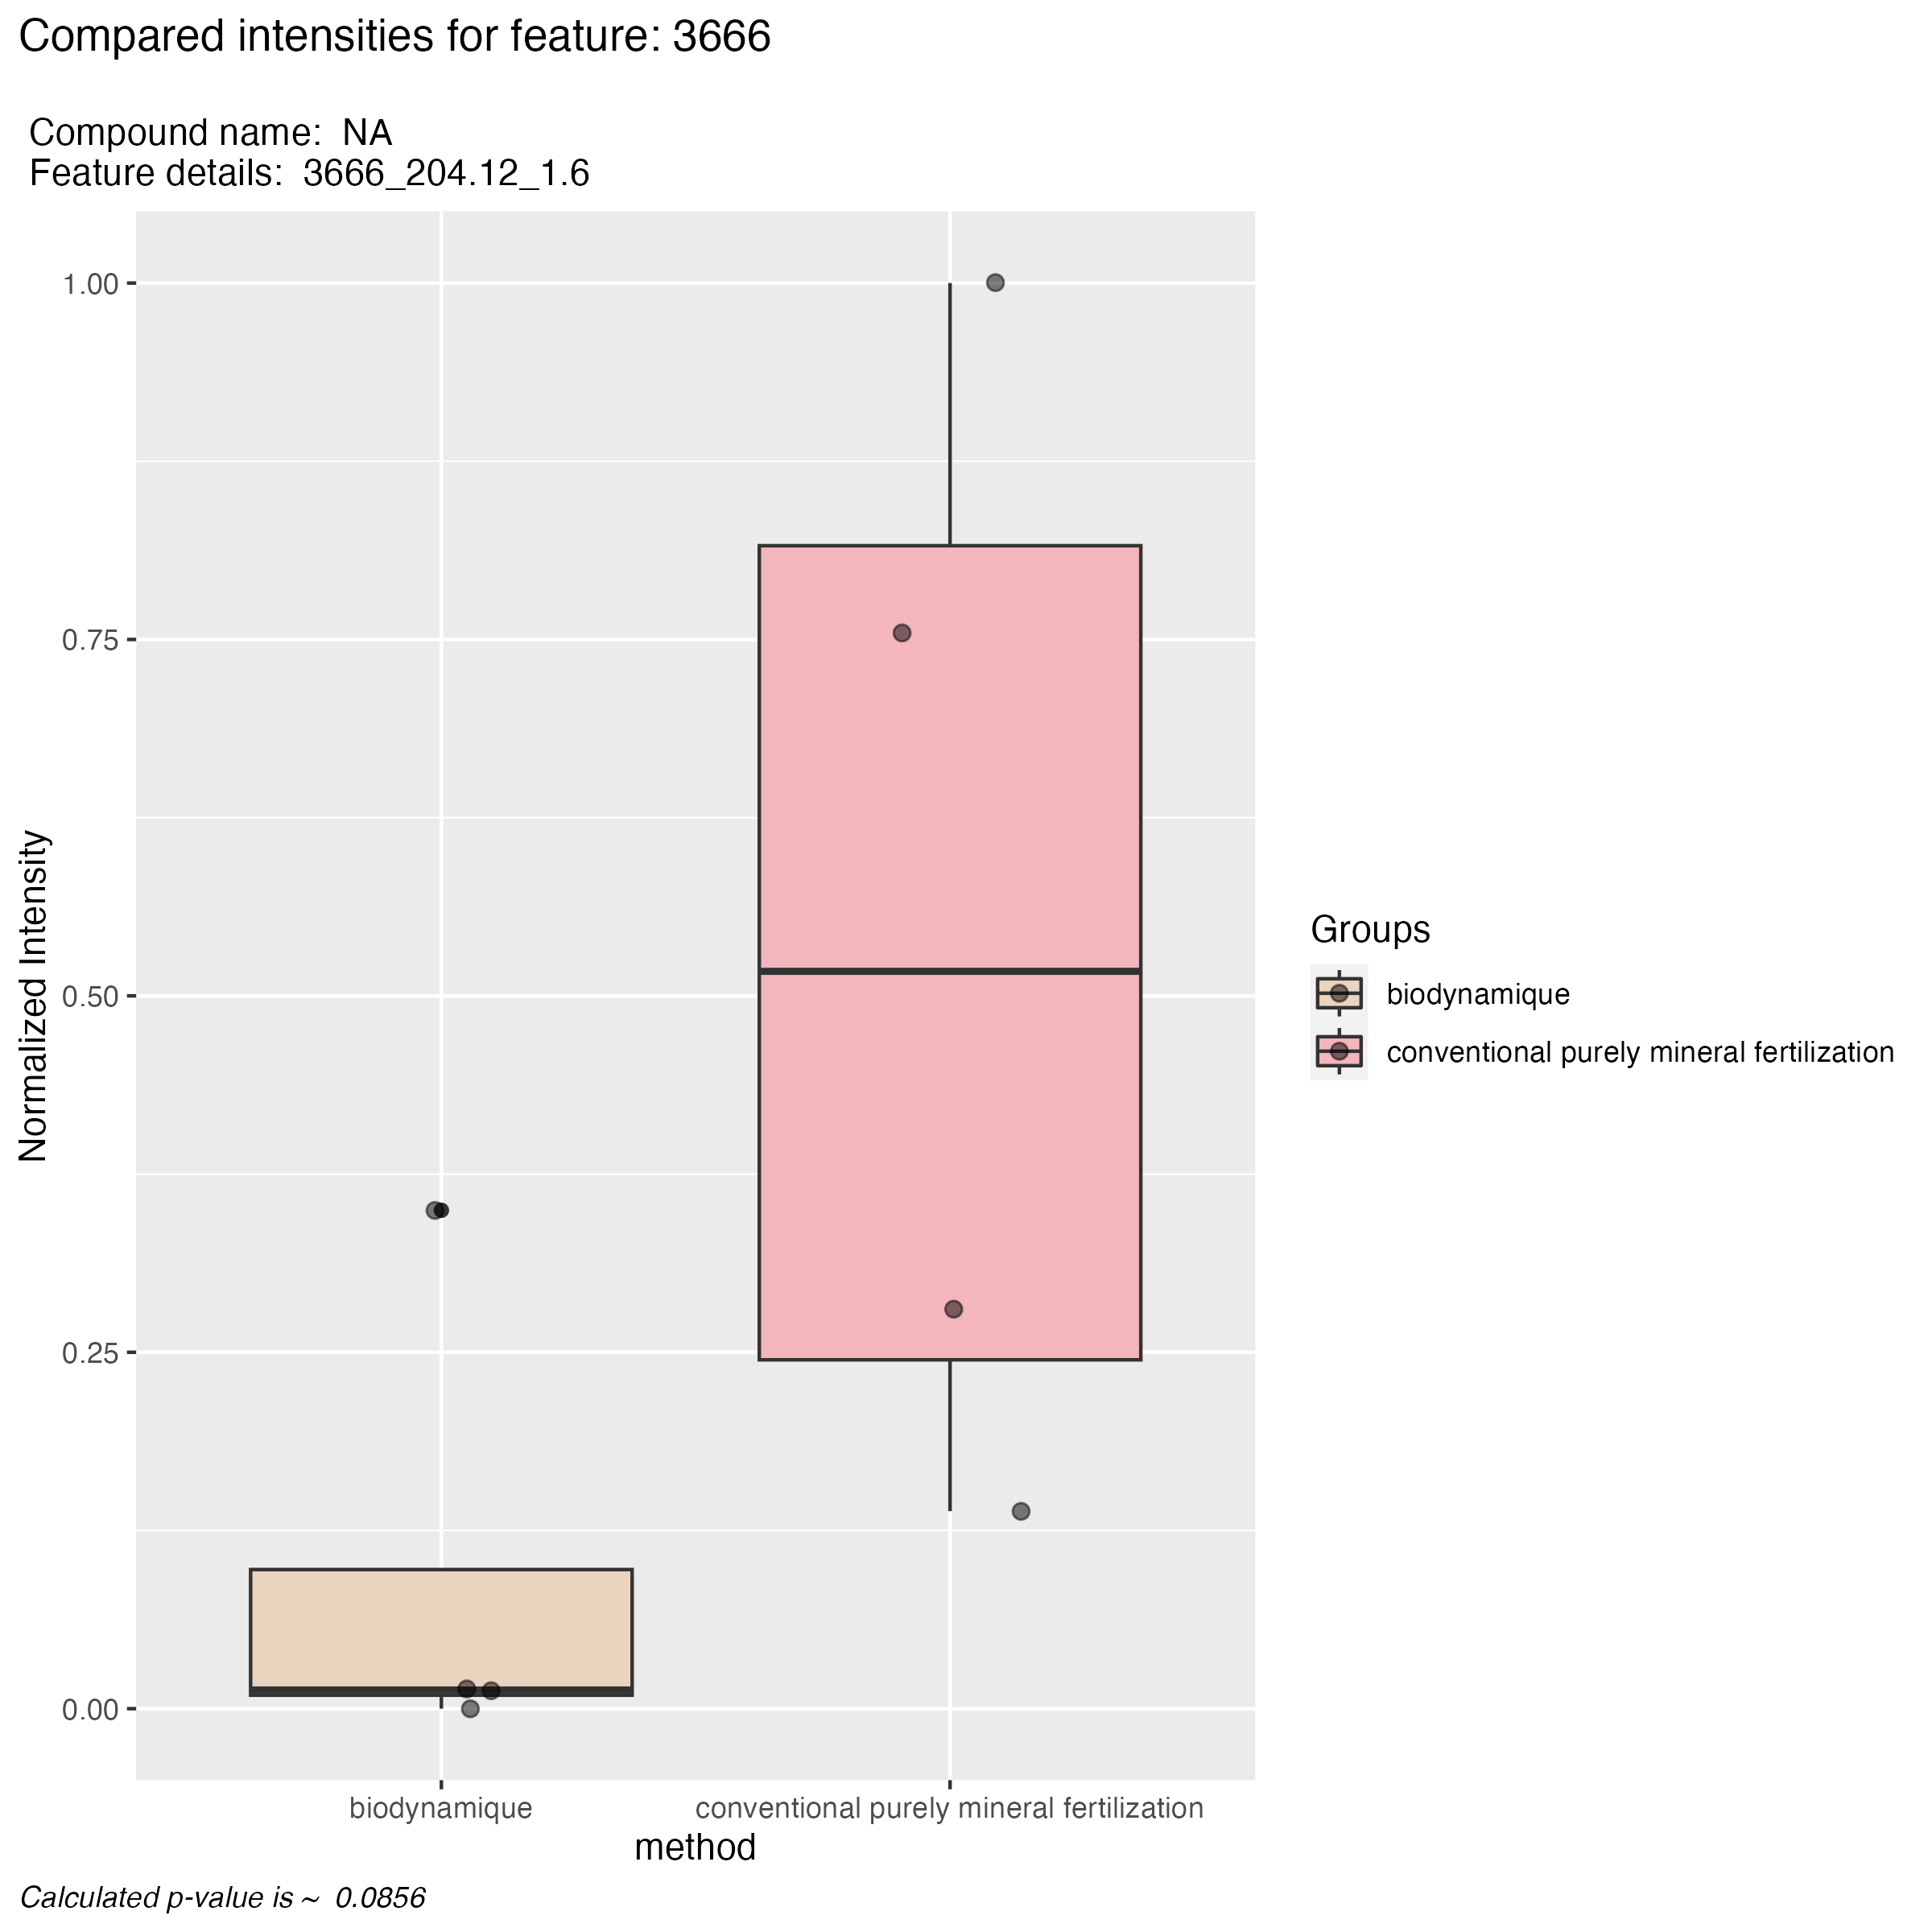 Compared intensities for feature: 3666
Compound name:  NA
Feature details:  3666_204.12_1.6
1.00
0.75
0.50
0.25
0.00
Normalized Intensity
biodynamique
conventional purely mineral fertilization
method
Groups
biodynamique
conventional purely mineral fertilization
Calculated p-value is ~  0.0856